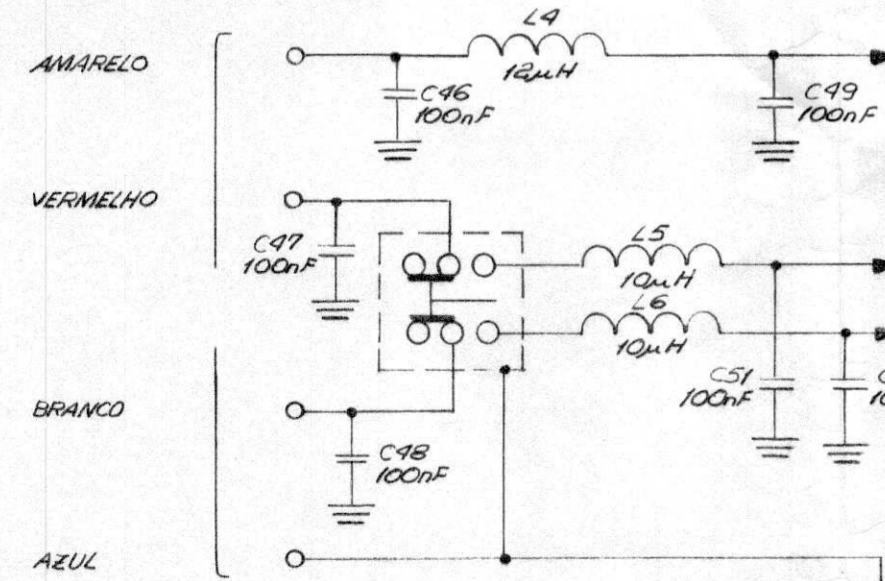 L4
AMARELO
12µH
C46
100nF
C49
100nF
VERMELHO
C47
100nF
L5
10µH
L6
10µH
C51
100nF
BRANCO
C48
100nF
AZUL